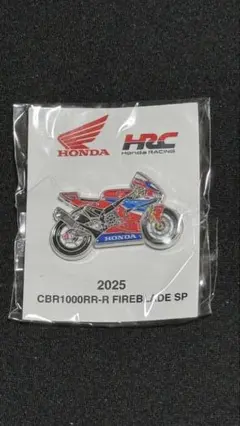 HONDA
HRC
Honda RACING
HONDA
2025
CBR1000RR-R FIREBLADE SP